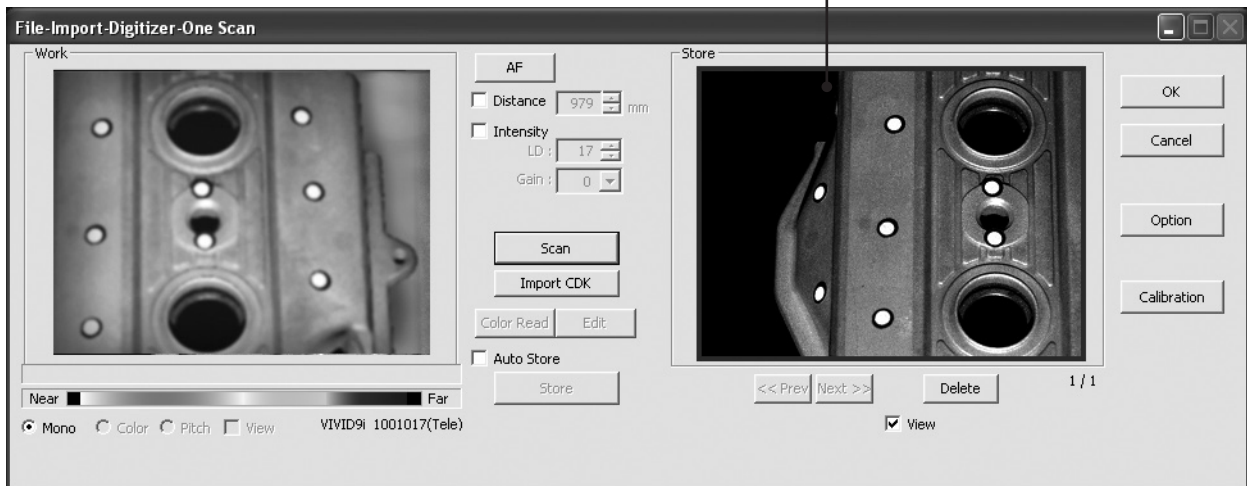 File-Import-Digitizer-One Scan
Work
AF
Distance 979 mm
Intensity
LD : 17
Gain : 0
Scan
Import CDK
Color Read Edit
Auto Store
Store
Near Far
Mono Color Pitch View VIVID9i 1001017(Tele)
Store
<< Prev Next >> Delete 1 / 1
View
OK
Cancel
Option
Calibration